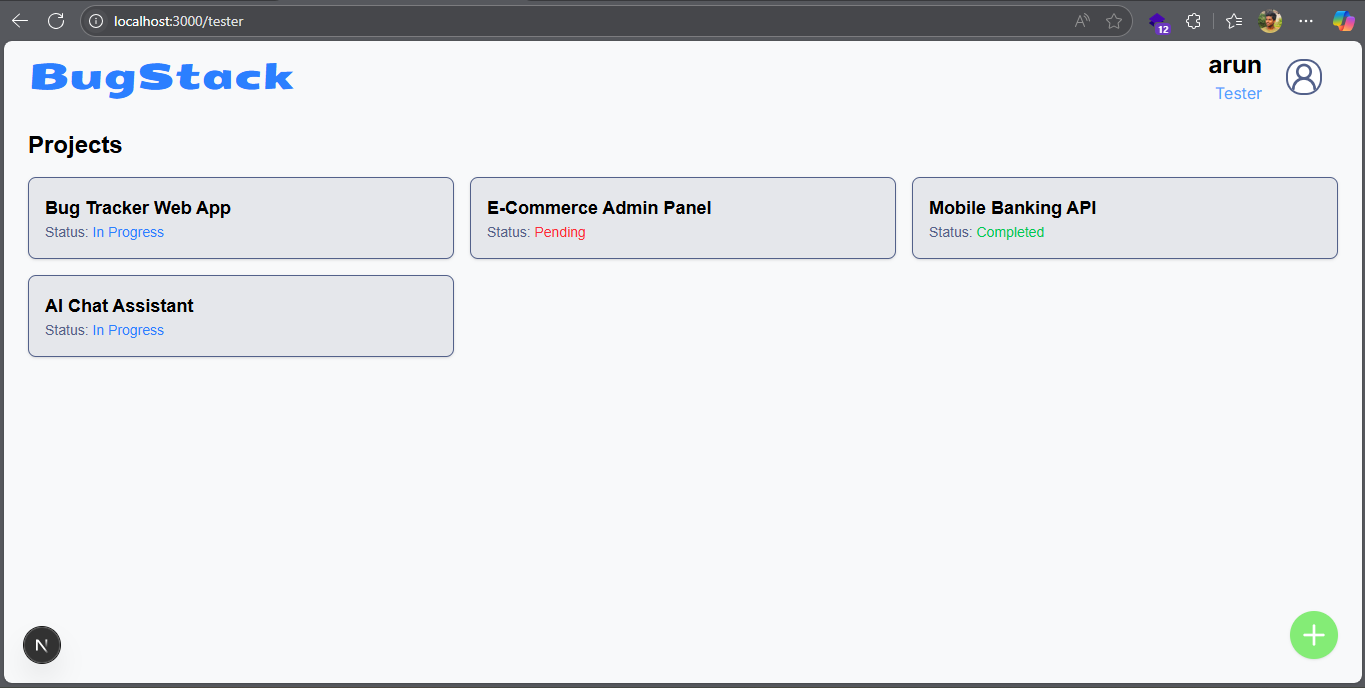 localhost:3000/tester
A
12
BugStack
arun
Tester
Projects
Bug Tracker Web App
Status: In Progress
E-Commerce Admin Panel
Status: Pending
Mobile Banking API
Status: Completed
AI Chat Assistant
Status: In Progress
N